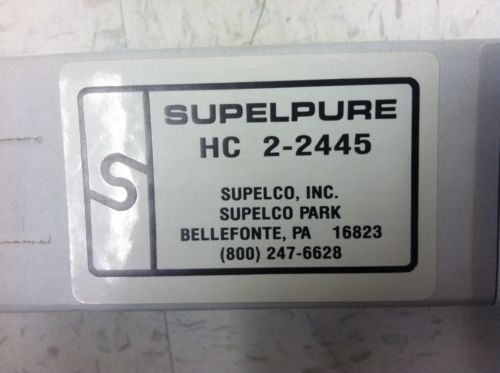 SUPELPURE
HC 2-2445
SUPELCO, INC.
SUPELCO PARK
BELLEFONTE, PA 16823
(800) 247-6628